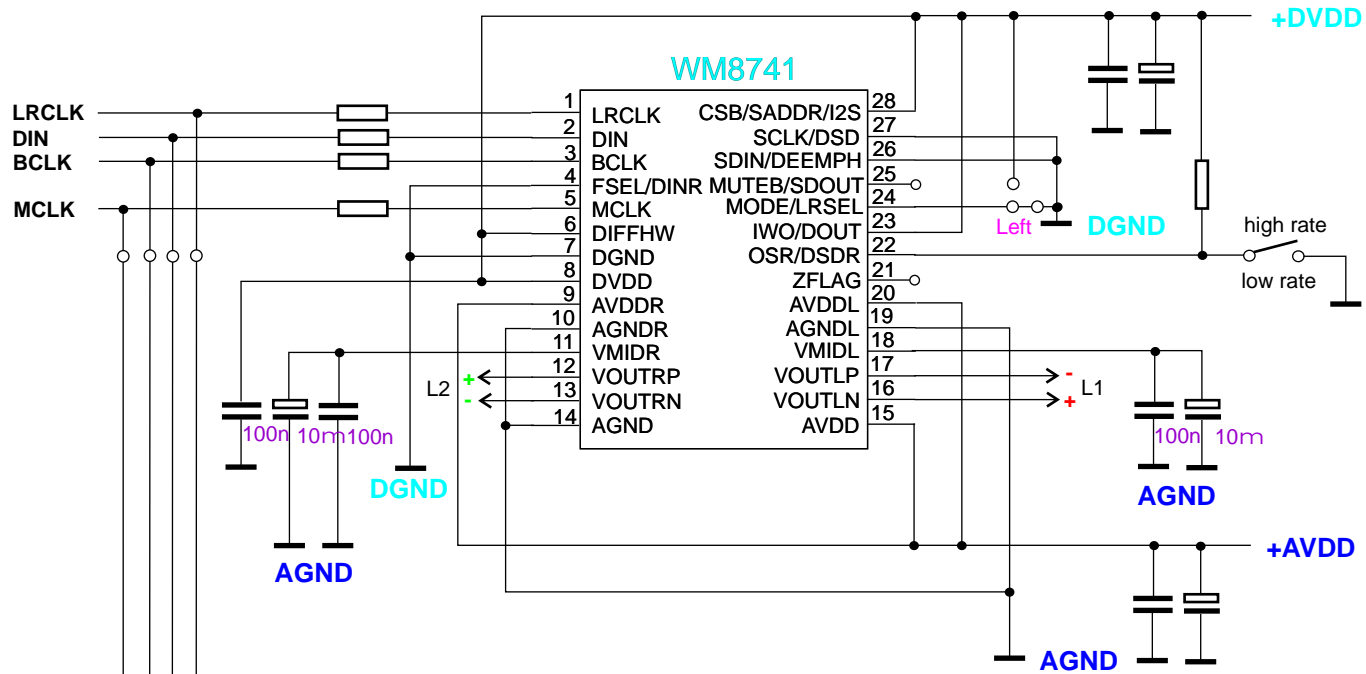 +DVDD
WM8741
LRCLK
DIN
BCLK
MCLK
1 LRCLK
2 DIN
3 BCLK
4 FSEL/DINR
5 MCLK
6 DIFFHW
7 DGND
8 DVDD
9 AVDDR
10 AGNDR
11 VMIDR
12 VOUTRP
13 VOUTRN
14 AGND
CSB/SADDR/I2S 28
SCLK/DSD 27
SDIN/DEEMPH 26
MUTEB/SDOUT 25
MODE/LRSEL 24
IWO/DOUT 23
OSR/DSDR 22
ZFLAG 21
AVDDL 20
AGNDL 19
VMIDL 18
VOUTLP 17
VOUTLN 16
AVDD 15
Left
DGND
high rate
low rate
L2 +
-
-
L1
+
100n 10m 100n
DGND
AGND
100n 10m
AGND
+AVDD
AGND